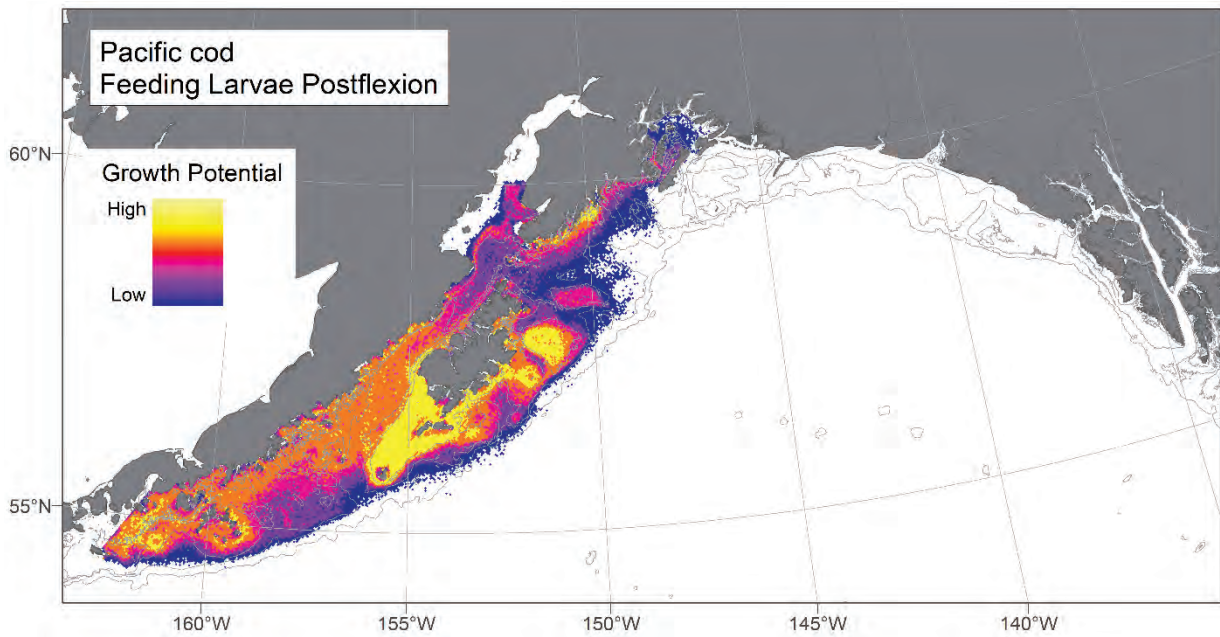 Pacific cod
Feeding Larvae Postflexion
60°N
Growth Potential
High
Low
55°N
160°W
155°W
150°W
145°W
140°W